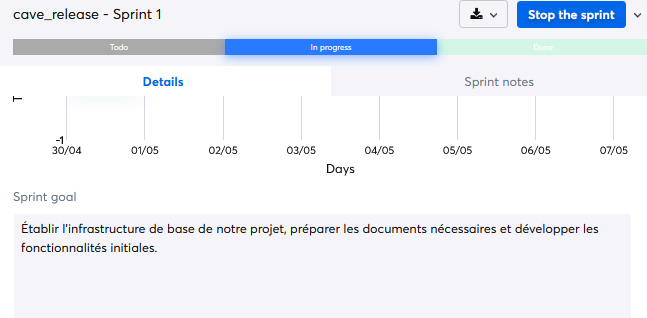 cave_release - Sprint 1
Stop the sprint
Todo
In progress
Done
Details
Sprint notes
-1
30/04 01/05 02/05 03/05 04/05 05/05 06/05 07/05
Days
Sprint goal
Établir l'infrastructure de base de notre projet, préparer les documents nécessaires et développer les
fonctionnalités initiales.